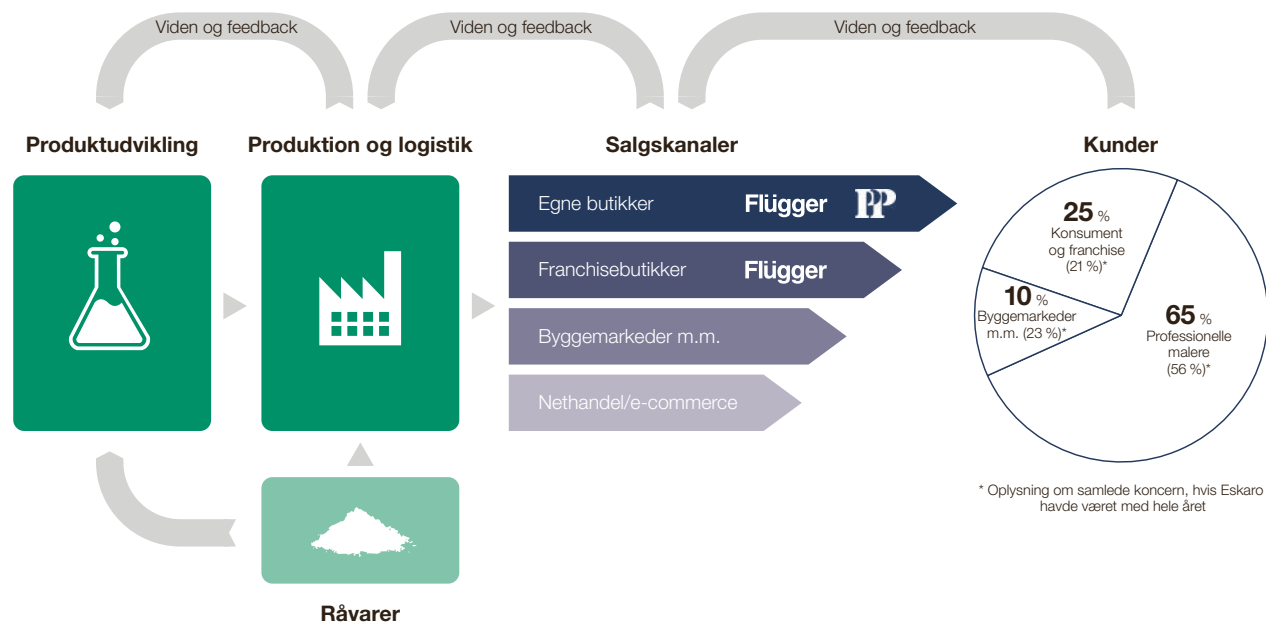 Viden og feedback
Viden og feedback
Viden og feedback
Produktudvikling
Produktion og logistik
Salgskanaler
Kunder
Egne butikker Flügger PP
Franchisebutikker Flügger
Byggemarkeder m.m.
Nethandel/e-commerce
25 %
Konsument
og franchise
(21 %)*
10 %
Byggemarkeder
m.m. (23 %)*
65 %
Professionelle
malere
(56 %)*
* Oplysning om samlede koncern, hvis Eskaro
havde været med hele året
Råvarer